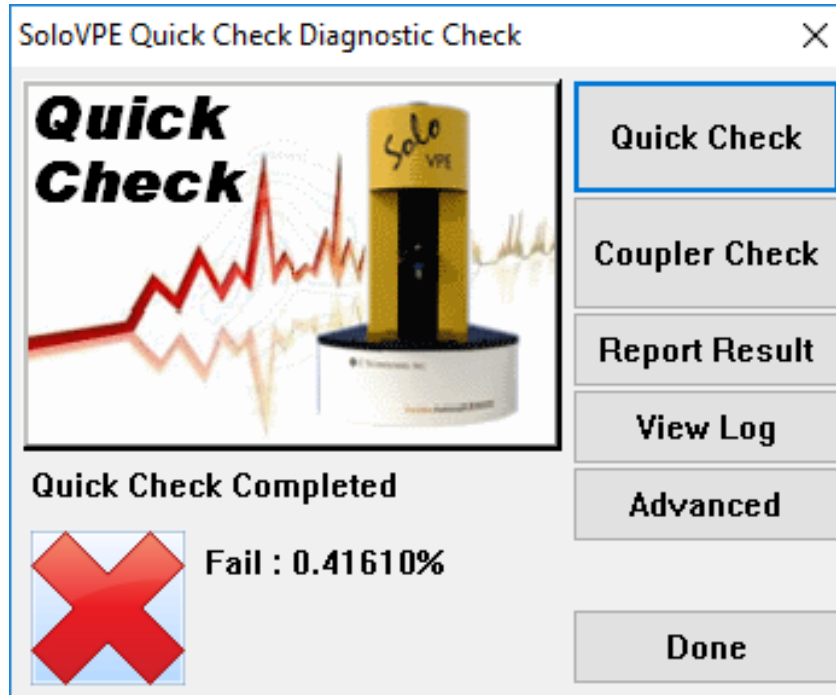 SoloVPE Quick Check Diagnostic Check
Quick
Check
Solo
VPE
Quick Check
Coupler Check
Report Result
View Log
Advanced
Quick Check Completed
Fail : 0.41610%
Done